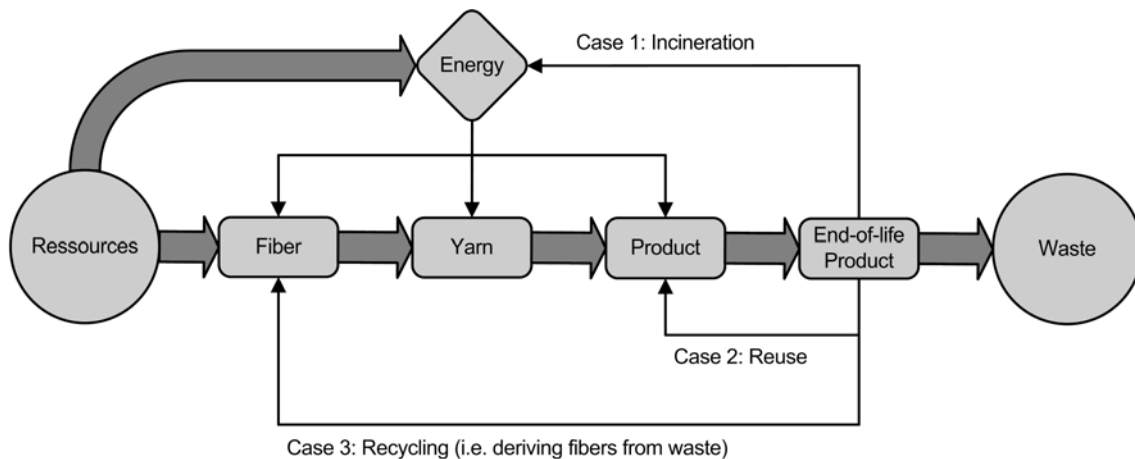 Case 1: Incineration
Energy
Ressources
Fiber
Yarn
Product
End-of-life
Product
Waste
Case 2: Reuse
Case 3: Recycling (i.e. deriving fibers from waste)